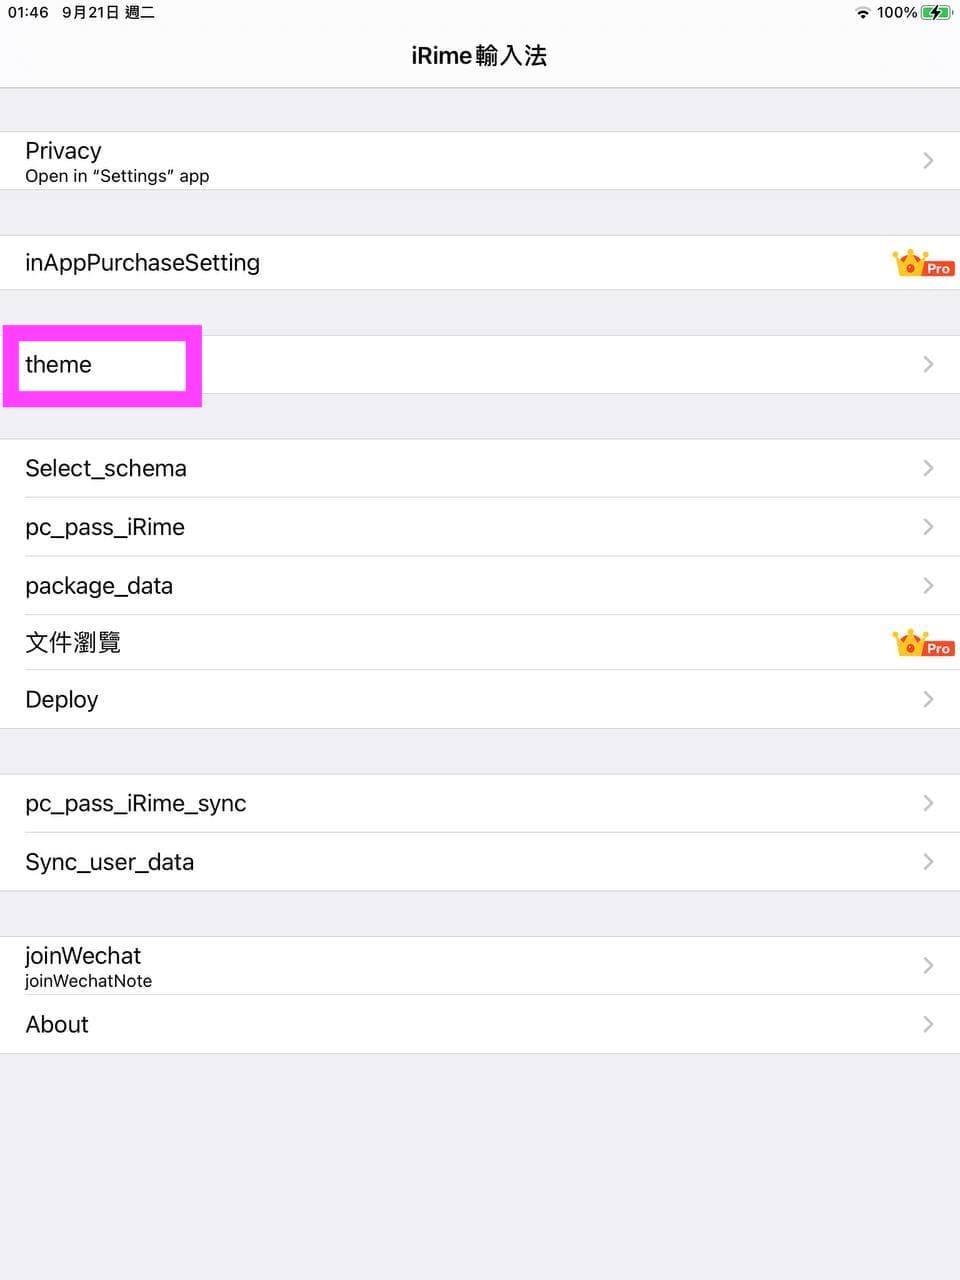 01:46 9月21日 週二 100%
iRime輸入法
Privacy
Open in “Settings” app
inAppPurchaseSetting Pro
theme
Select_schema
pc_pass_iRime
package_data
文件瀏覽 Pro
Deploy
pc_pass_iRime_sync
Sync_user_data
joinWechat
joinWechatNote
About